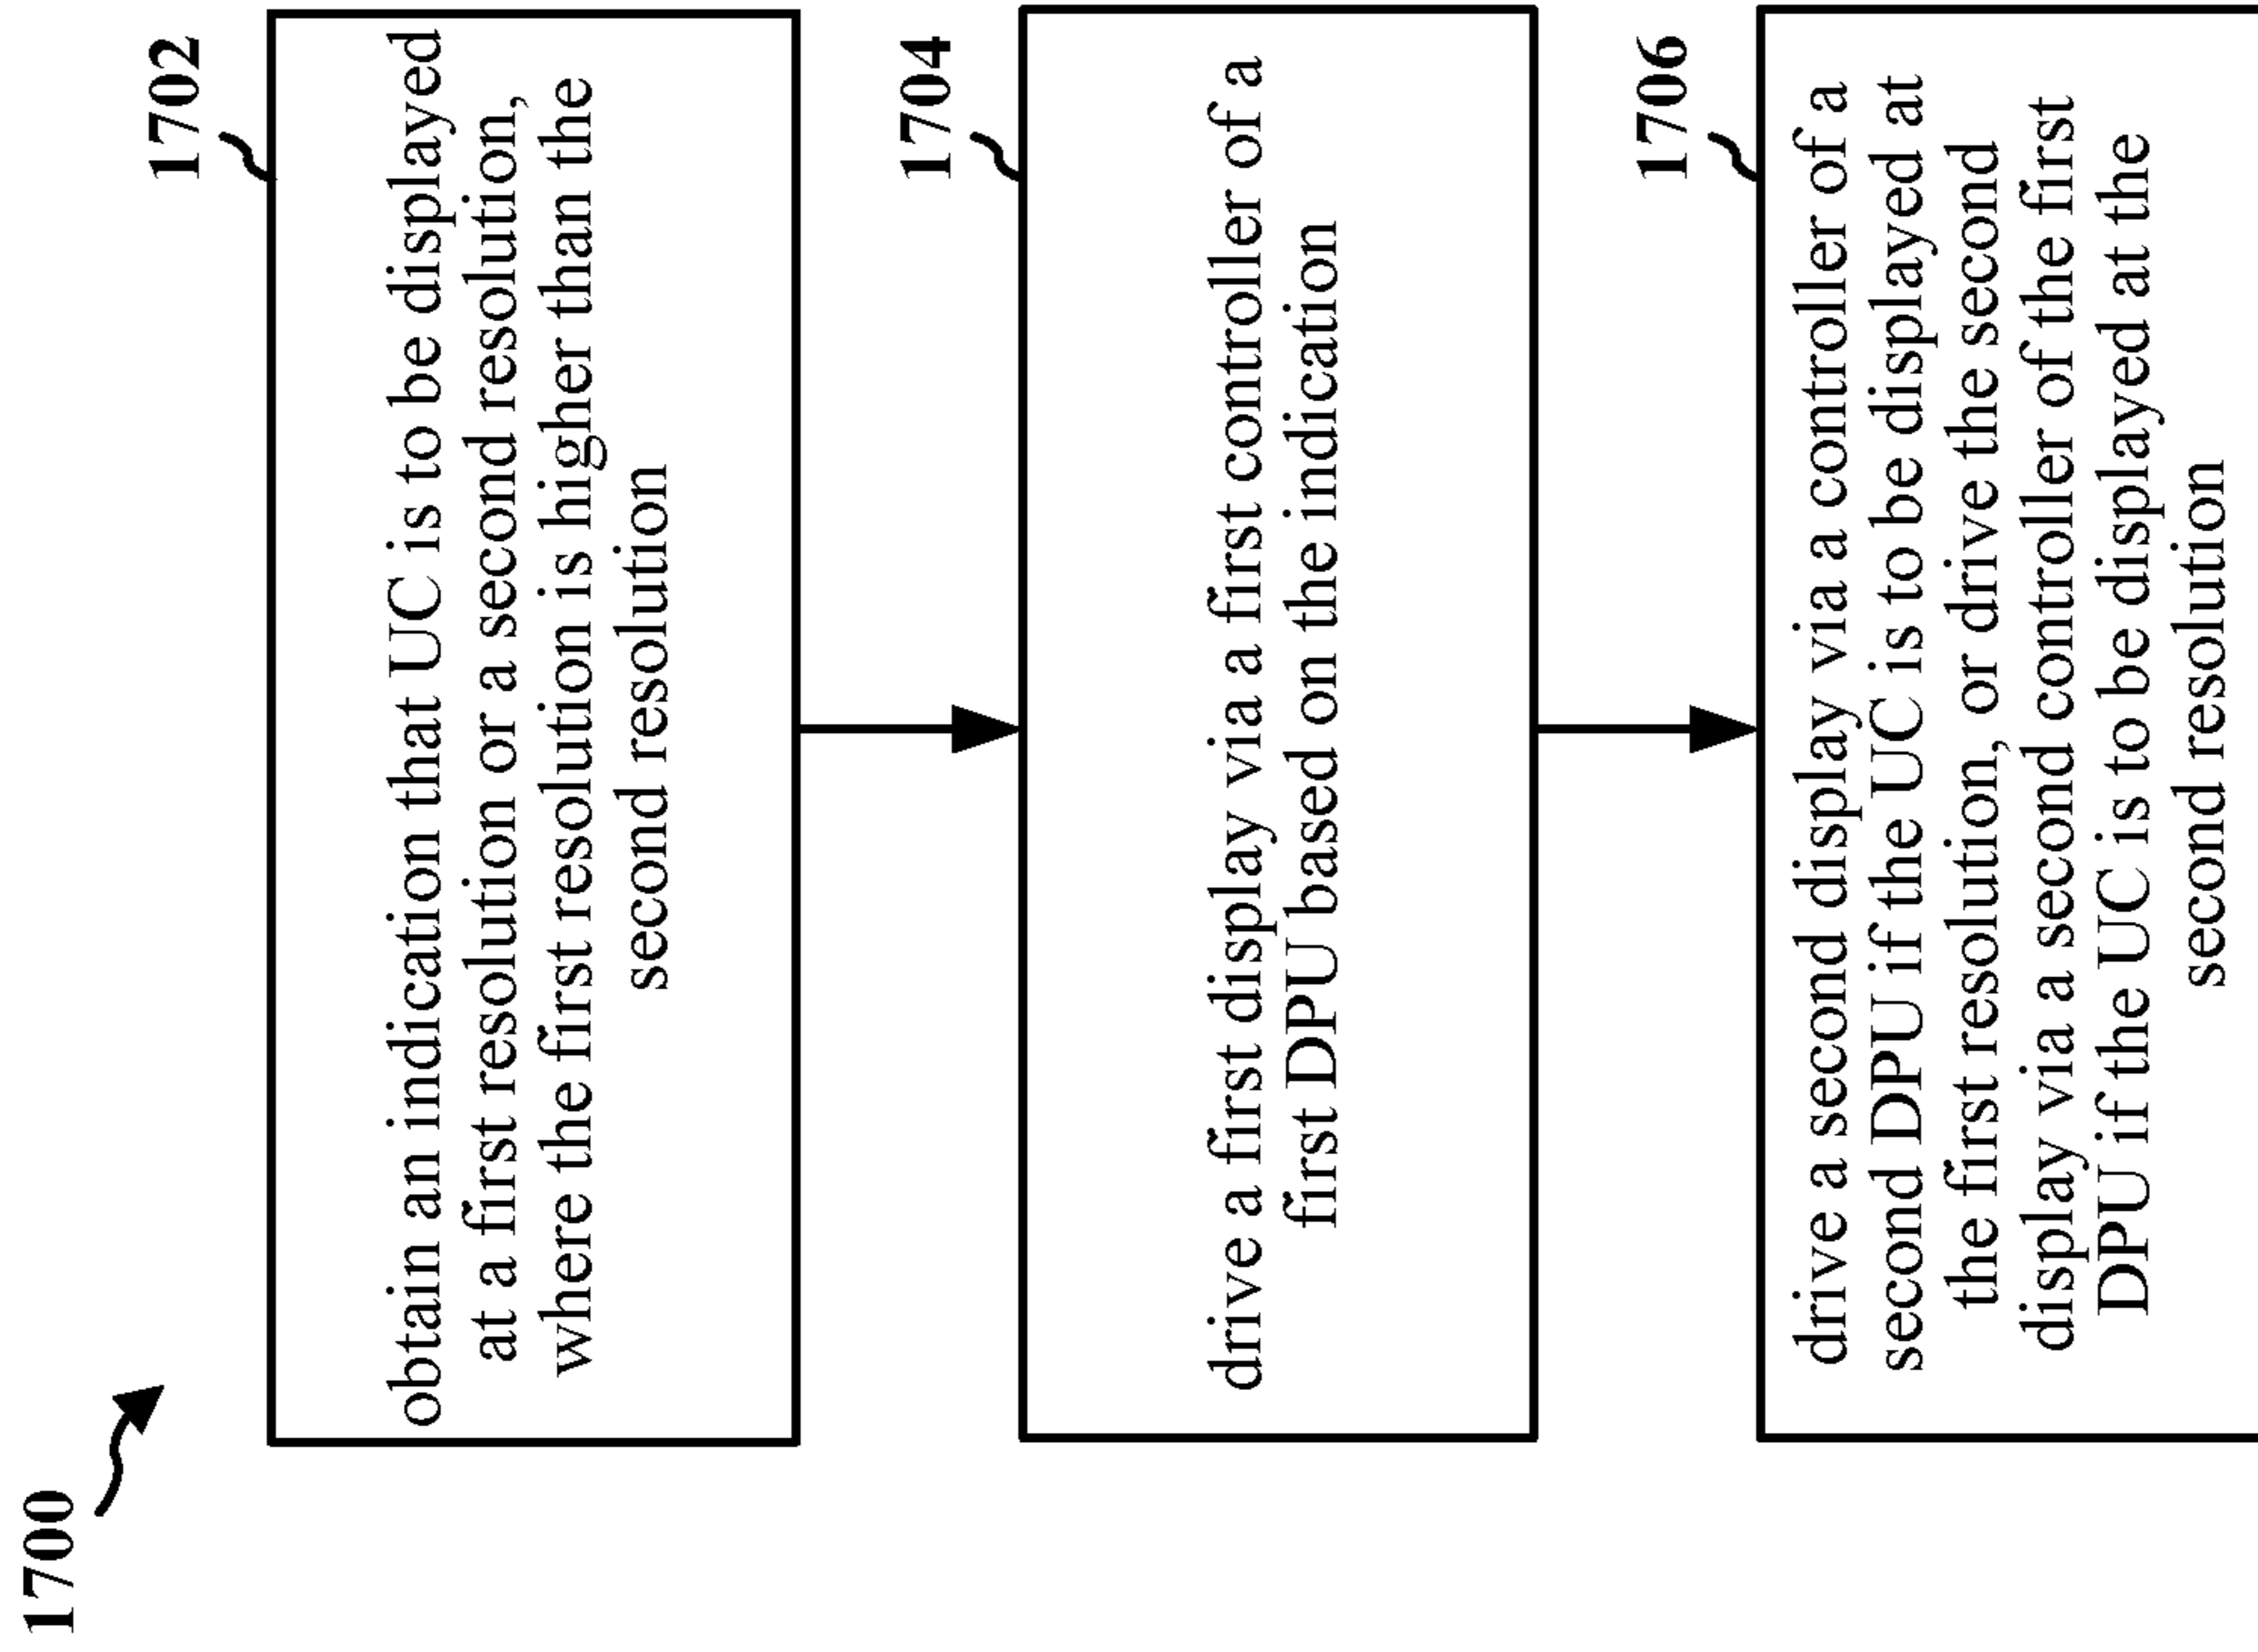 1700
1702
obtain an indication that UC is to be displayed
at a first resolution or a second resolution,
where the first resolution is higher than the
second resolution
1704
drive a first display via a first controller of a
first DPU based on the indication
1706
drive a second display via a controller of a
second DPU if the UC is to be displayed at
the first resolution, or drive the second
display via a second controller of the first
DPU if the UC is to be displayed at the
second resolution